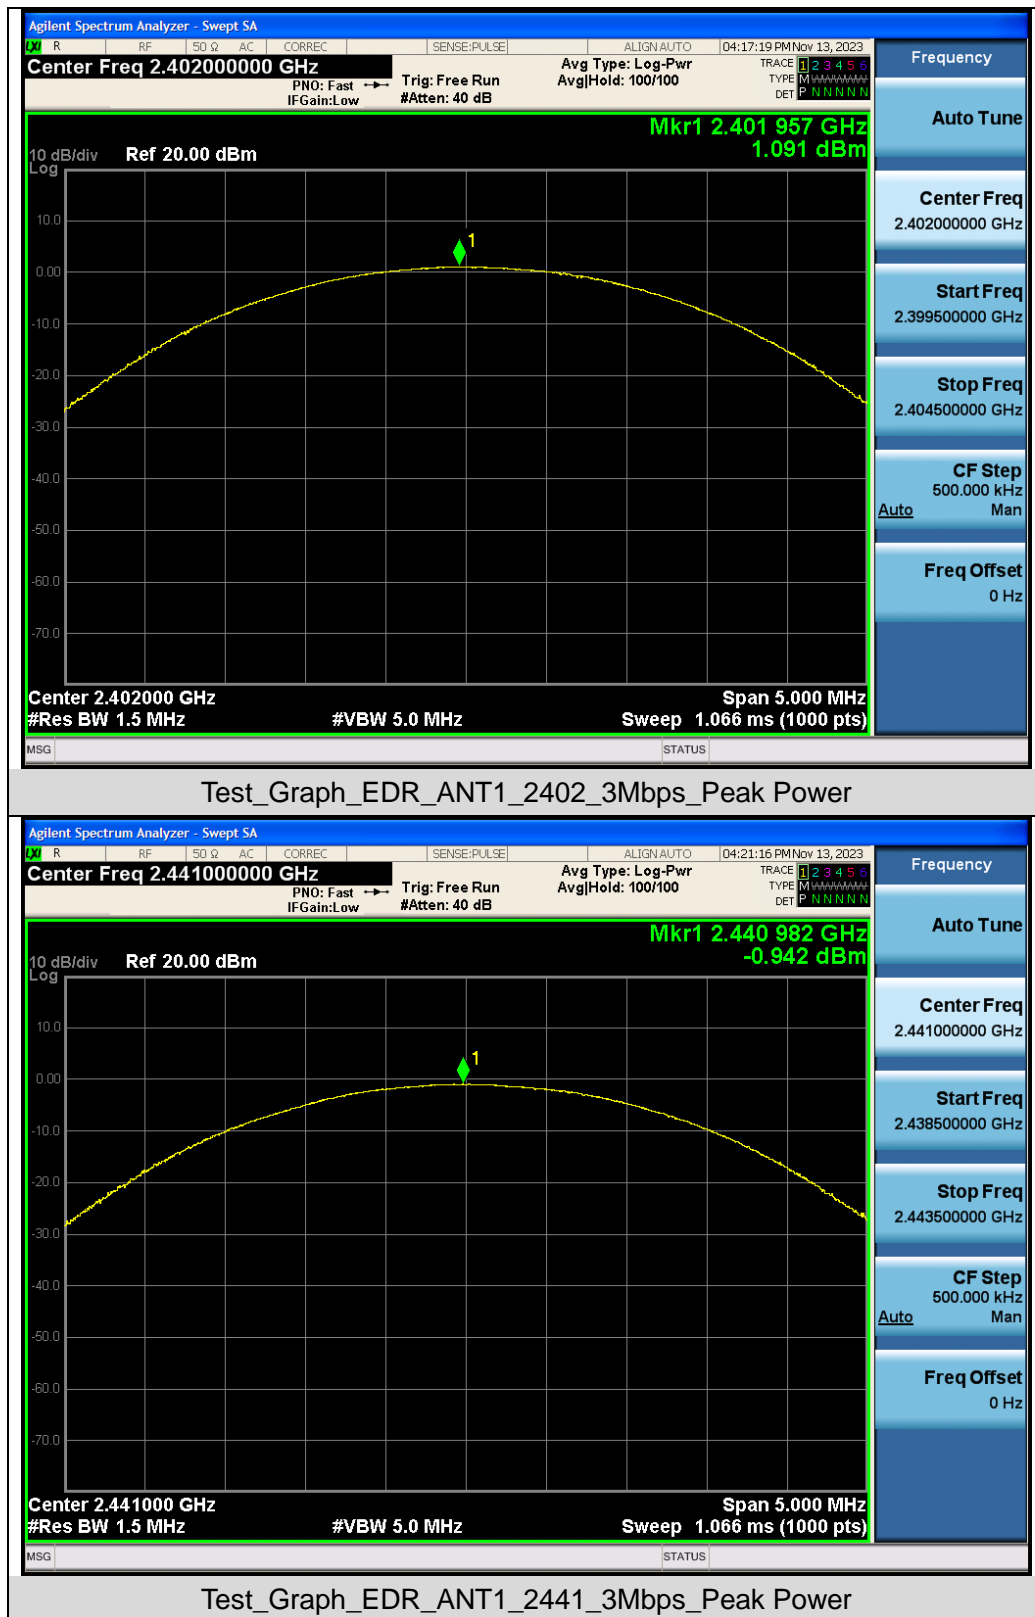 Agilent Spectrum Analyzer - Swept SA
LXI R RF 50 Ω AC CORREC SENSE:PULSE ALIGN AUTO 04:17:19 PM Nov 13, 2023
Center Freq 2.402000000 GHz
PNO: Fast
IFGain:Low
Trig: Free Run
#Atten: 40 dB
Avg Type: Log-Pwr
Avg|Hold: 100/100
TRACE 1 2 3 4 5 6
TYPE M
DET P N N N N N
Mkr1 2.401 957 GHz
1.091 dBm
10 dB/div
Log
Ref 20.00 dBm
10.0
1
0.00
-10.0
-20.0
-30.0
-40.0
-50.0
-60.0
-70.0
Center 2.402000 GHz
Span 5.000 MHz
#Res BW 1.5 MHz
#VBW 5.0 MHz
Sweep 1.066 ms (1000 pts)
MSG
STATUS
Frequency
Auto Tune
Center Freq
2.402000000 GHz
Start Freq
2.399500000 GHz
Stop Freq
2.404500000 GHz
CF Step
500.000 kHz
Auto Man
Freq Offset
0 Hz
Test_Graph_EDR_ANT1_2402_3Mbps_Peak Power
Agilent Spectrum Analyzer - Swept SA
LXI R RF 50 Ω AC CORREC SENSE:PULSE ALIGN AUTO 04:21:16 PM Nov 13, 2023
Center Freq 2.441000000 GHz
PNO: Fast
IFGain:Low
Trig: Free Run
#Atten: 40 dB
Avg Type: Log-Pwr
Avg|Hold: 100/100
TRACE 1 2 3 4 5 6
TYPE M
DET P N N N N N
Mkr1 2.440 982 GHz
-0.942 dBm
10 dB/div
Log
Ref 20.00 dBm
10.0
1
0.00
-10.0
-20.0
-30.0
-40.0
-50.0
-60.0
-70.0
Center 2.441000 GHz
Span 5.000 MHz
#Res BW 1.5 MHz
#VBW 5.0 MHz
Sweep 1.066 ms (1000 pts)
MSG
STATUS
Frequency
Auto Tune
Center Freq
2.441000000 GHz
Start Freq
2.438500000 GHz
Stop Freq
2.443500000 GHz
CF Step
500.000 kHz
Auto Man
Freq Offset
0 Hz
Test_Graph_EDR_ANT1_2441_3Mbps_Peak Power